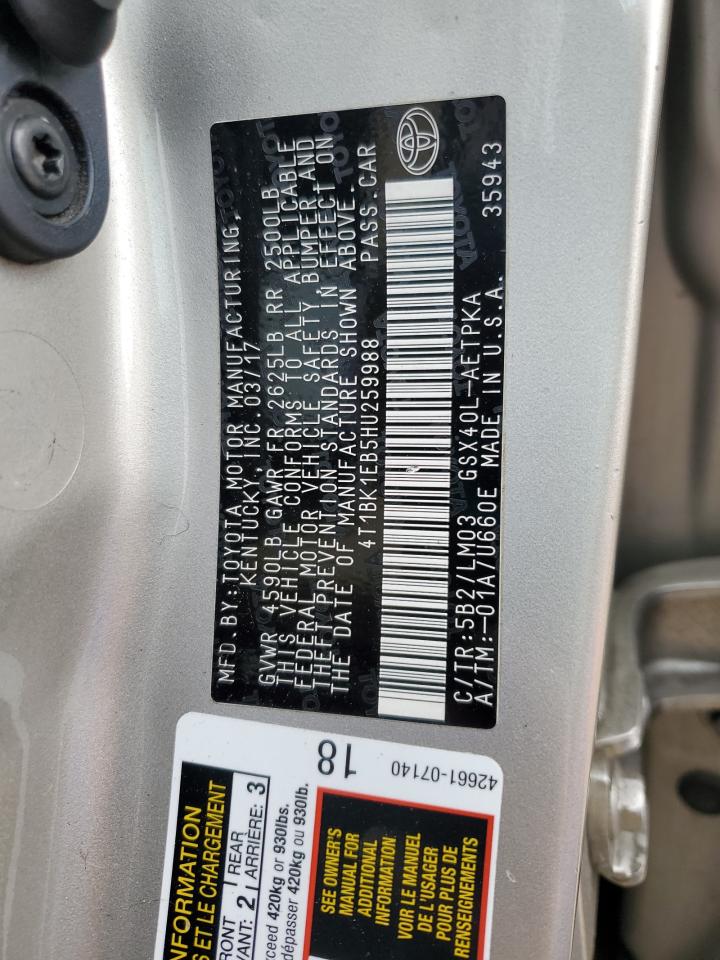 MFD.BY:TOYOTA MOTOR MANUFACTURING,
KENTUCKY, INC. 03/17
GVWR 4590LB GAWR FR 2625LB RR 2500LB
THIS VEHICLE CONFORMS TO ALL APPLICABLE
FEDERAL MOTOR VEHICLE SAFETY, BUMPER AND
THEFT PREVENTION STANDARDS IN EFFECT ON
THE DATE OF MANUFACTURE SHOWN ABOVE.
4T1BK1EB5HU259988 PASS.CAR
C/TR:5B2/LM03 GSX40L-AETPKA
A/TM:-01A/U660E MADE IN U.S.A. 35943
INFORMATION
S ET LE CHARGEMENT
FRONT 2 REAR 3
AVANT: ARRIÈRE:
exceed 420kg or 930lbs.
dépasser 420kg ou 930lb.
SEE OWNER'S
MANUAL FOR
ADDITIONAL
INFORMATION
VOIR LE MANUEL
DE L'USAGER
POUR PLUS DE
RENSEIGNEMENTS
18
42661-07140